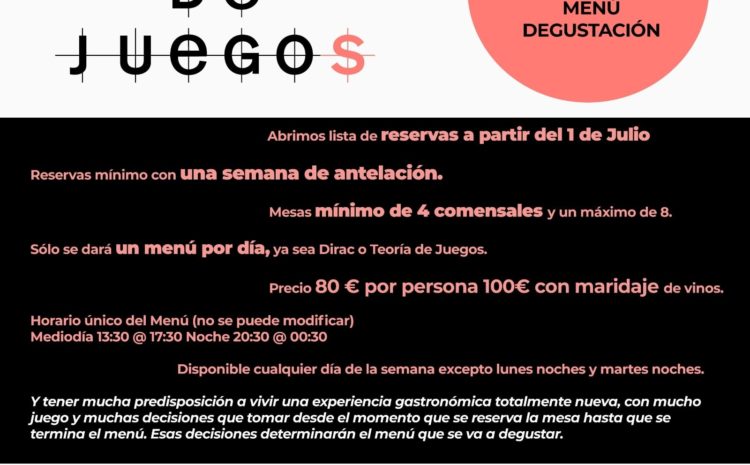 JUEGOS
MENÚ
DEGUSTACIÓN
Abrimos lista de reservas a partir del 1 de Julio
Reservas mínimo con una semana de antelación.
Mesas mínimo de 4 comensales y un máximo de 8.
Sólo se dará un menú por día, ya sea Dirac o Teoría de Juegos.
Precio 80 € por persona 100€ con maridaje de vinos.
Horario único del Menú (no se puede modificar)
Mediodía 13:30 @ 17:30 Noche 20:30 @ 00:30
Disponible cualquier día de la semana excepto lunes noches y martes noches.
Y tener mucha predisposición a vivir una experiencia gastronómica totalmente nueva, con mucho
juego y muchas decisiones que tomar desde el momento que se reserva la mesa hasta que se
termina el menú. Esas decisiones determinarán el menú que se va a degustar.